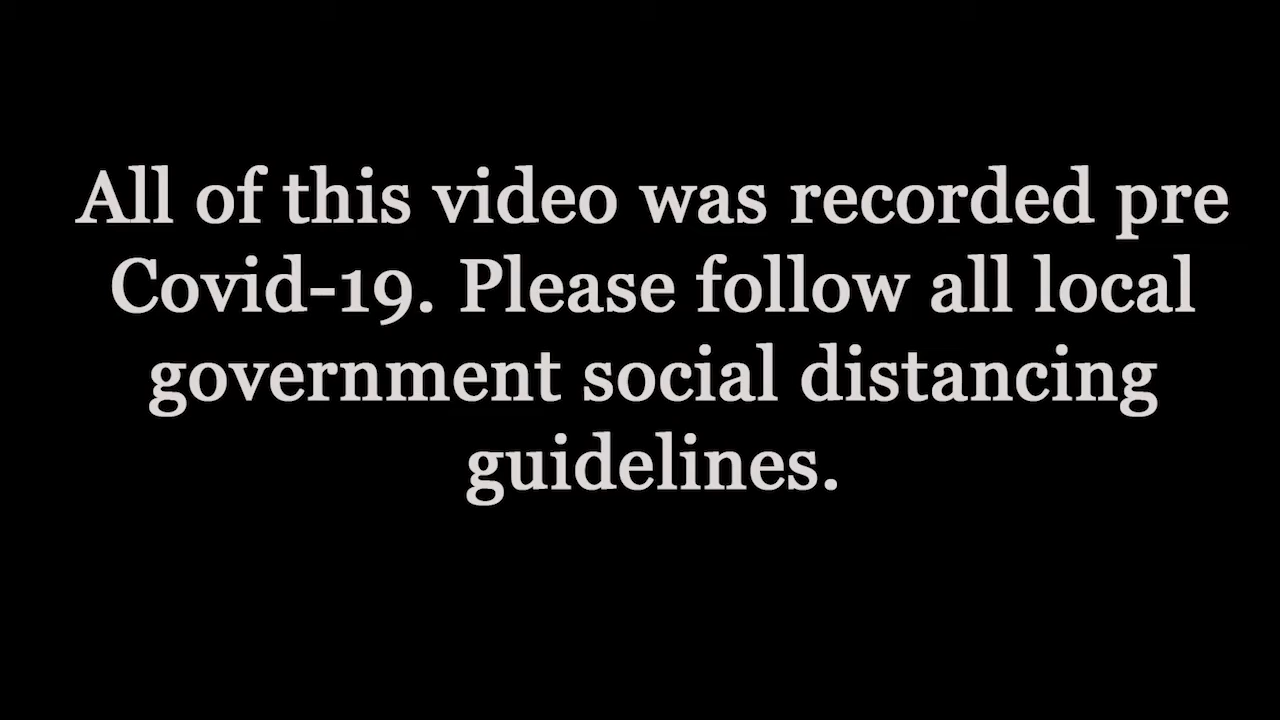 All of this video was recorded pre
Covid-19. Please follow all local
government social distancing
guidelines.